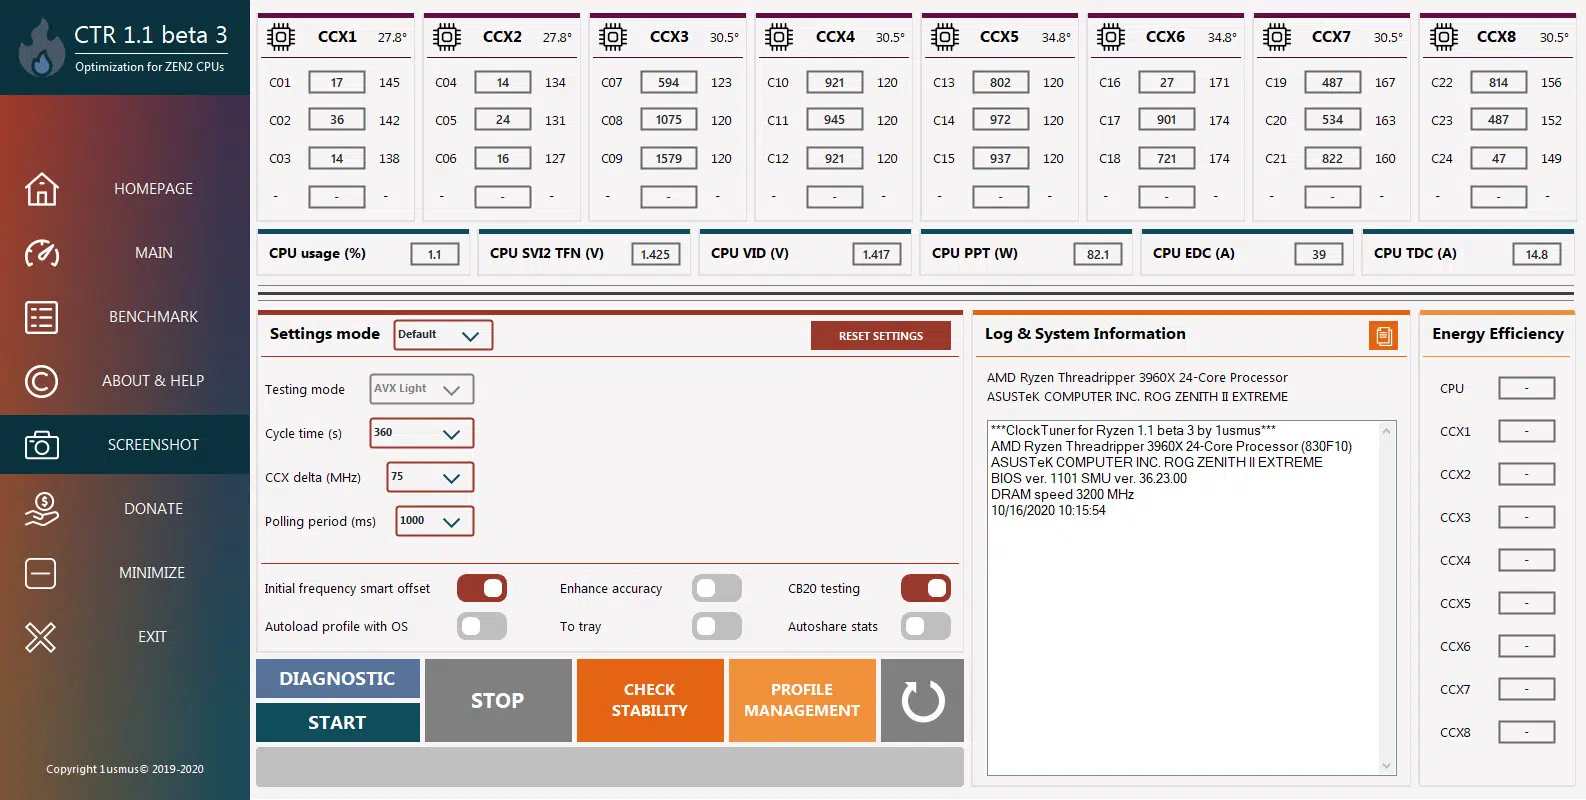 CTR 1.1 beta 3
Optimization for ZEN2 CPUs
HOMEPAGE
MAIN
BENCHMARK
ABOUT & HELP
SCREENSHOT
DONATE
MINIMIZE
EXIT
Copyright 1usmus© 2019-2020
CCX1 27.8°
C01 17 145
C02 36 142
C03 14 138
- - -
CCX2 27.8°
C04 14 134
C05 24 131
C06 16 127
- - -
CCX3 30.5°
C07 594 123
C08 1075 120
C09 1579 120
- - -
CCX4 30.5°
C10 921 120
C11 945 120
C12 921 120
- - -
CCX5 34.8°
C13 802 120
C14 972 120
C15 937 120
- - -
CCX6 34.8°
C16 27 171
C17 901 174
C18 721 174
- - -
CCX7 30.5°
C19 487 167
C20 534 163
C21 822 160
- - -
CCX8 30.5°
C22 814 156
C23 487 152
C24 47 149
- - -
CPU usage (%) 1.1
CPU SVI2 TFN (V) 1.425
CPU VID (V) 1.417
CPU PPT (W) 82.1
CPU EDC (A) 39
CPU TDC (A) 14.8
Settings mode Default RESET SETTINGS
Testing mode AVX Light
Cycle time (s) 360
CCX delta (MHz) 75
Polling period (ms) 1000
Initial frequency smart offset Enhance accuracy CB20 testing
Autoload profile with OS To tray Autoshare stats
DIAGNOSTIC
START
STOP
CHECK
STABILITY
PROFILE
MANAGEMENT
Log & System Information
AMD Ryzen Threadripper 3960X 24-Core Processor
ASUSTeK COMPUTER INC. ROG ZENITH II EXTREME
***ClockTuner for Ryzen 1.1 beta 3 by 1usmus***
AMD Ryzen Threadripper 3960X 24-Core Processor (830F10)
ASUSTeK COMPUTER INC. ROG ZENITH II EXTREME
BIOS ver. 1101 SMU ver. 36.23.00
DRAM speed 3200 MHz
10/16/2020 10:15:54
Energy Efficiency
CPU -
CCX1 -
CCX2 -
CCX3 -
CCX4 -
CCX5 -
CCX6 -
CCX7 -
CCX8 -